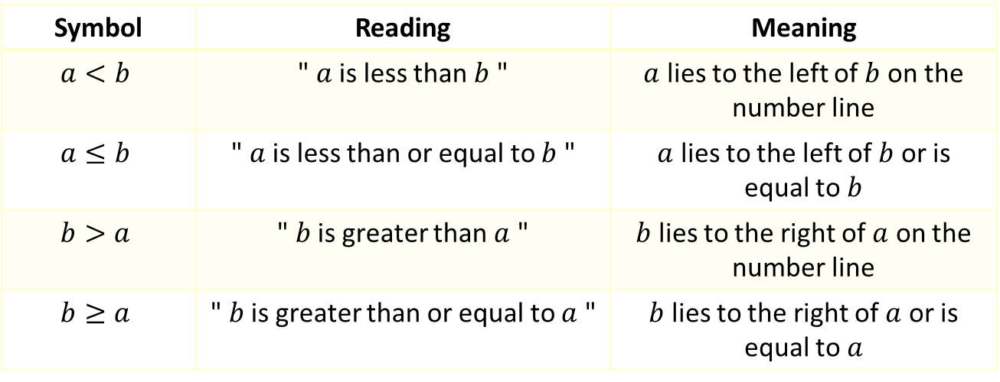 Symbol Reading Meaning
a < b " a is less than b " a lies to the left of b on the
number line
a ≤ b " a is less than or equal to b " a lies to the left of b or is
equal to b
b > a " b is greater than a " b lies to the right of a on the
number line
b ≥ a " b is greater than or equal to a " b lies to the right of a or is
equal to a